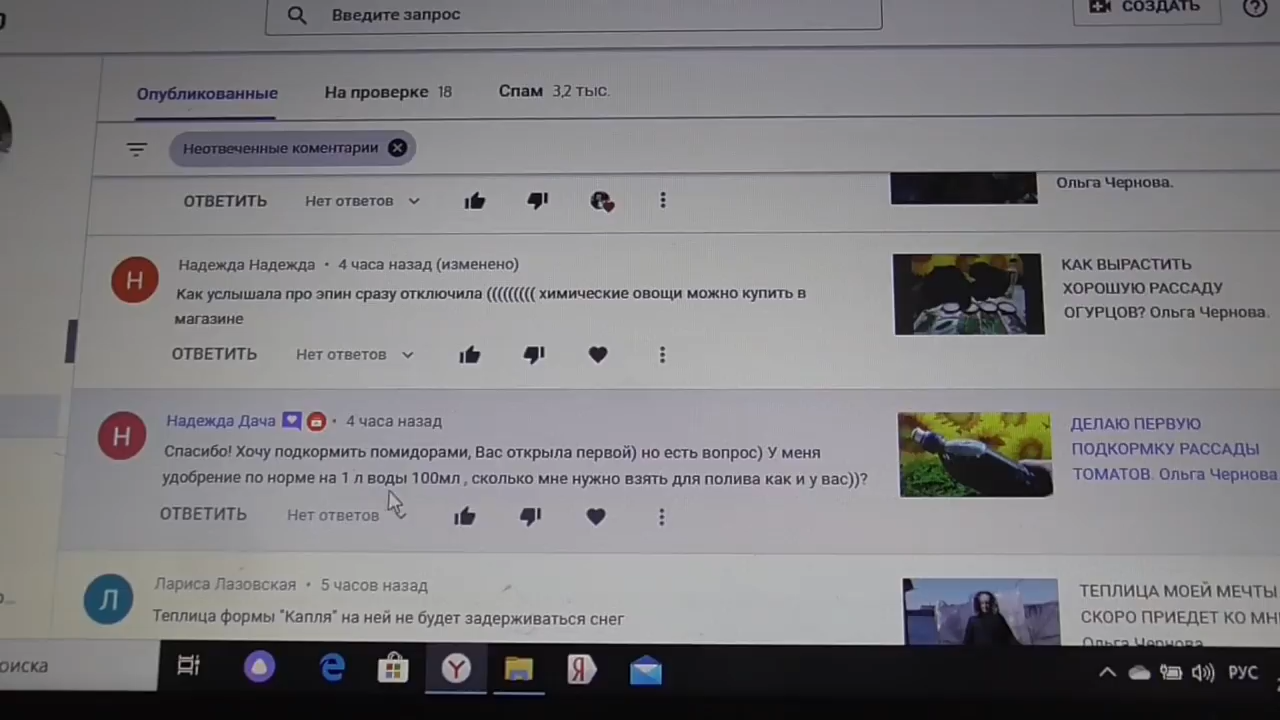 Введите запрос
СОЗДАТЬ
Опубликованные
На проверке 18
Спам 3,2 тыс.
Неотвеченные коментарии
Ольга Чернова.
ОТВЕТИТЬ
Нет ответов
Надежда Надежда • 4 часа назад (изменено)
Как услышала про эпин сразу отключила ((((((((( химические овощи можно купить в
магазине
ОТВЕТИТЬ
Нет ответов
КАК ВЫРАСТИТЬ
ХОРОШУЮ РАССАДУ
ОГУРЦОВ? Ольга Чернова.
Н
Надежда Дача • 4 часа назад
Спасибо! Хочу подкормить помидорами, Вас открыла первой) но есть вопрос) У меня
удобрение по норме на 1 л воды 100мл , сколько мне нужно взять для полива как и у вас))?
ОТВЕТИТЬ
Нет ответов
ДЕЛАЮ ПЕРВУЮ
ПОДКОРМКУ РАССАДЫ
ТОМАТОВ. Ольга Чернова
Н
Лариса Лазовская • 5 часов назад
Теплица формы "Капля" на ней не будет задерживаться снег
Л
ТЕПЛИЦА МОЕЙ МЕЧТЫ
СКОРО ПРИЕДЕТ КО МН
Ольга Чернова
оиска
РУС